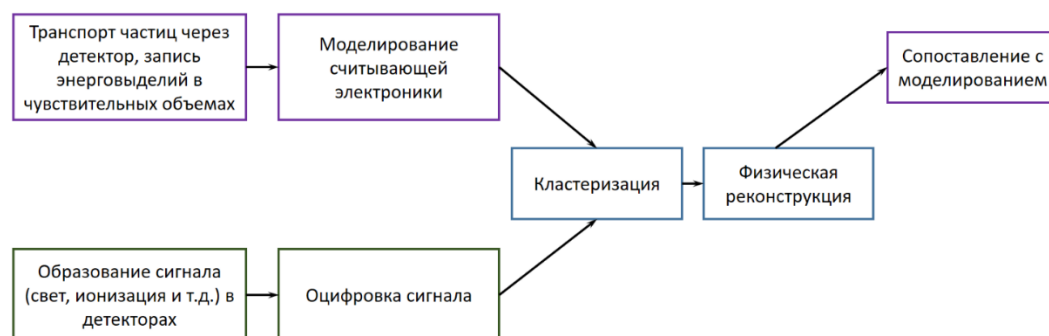 Транспорт частиц через
детектор, запись
энерговыделий в
чувствительных объемах
Моделирование
считывающей
электроники
Сопоставление с
моделированием
Кластеризация
Физическая
реконструкция
Образование сигнала
(свет, ионизация и т.д.) в
детекторах
Оцифровка сигнала